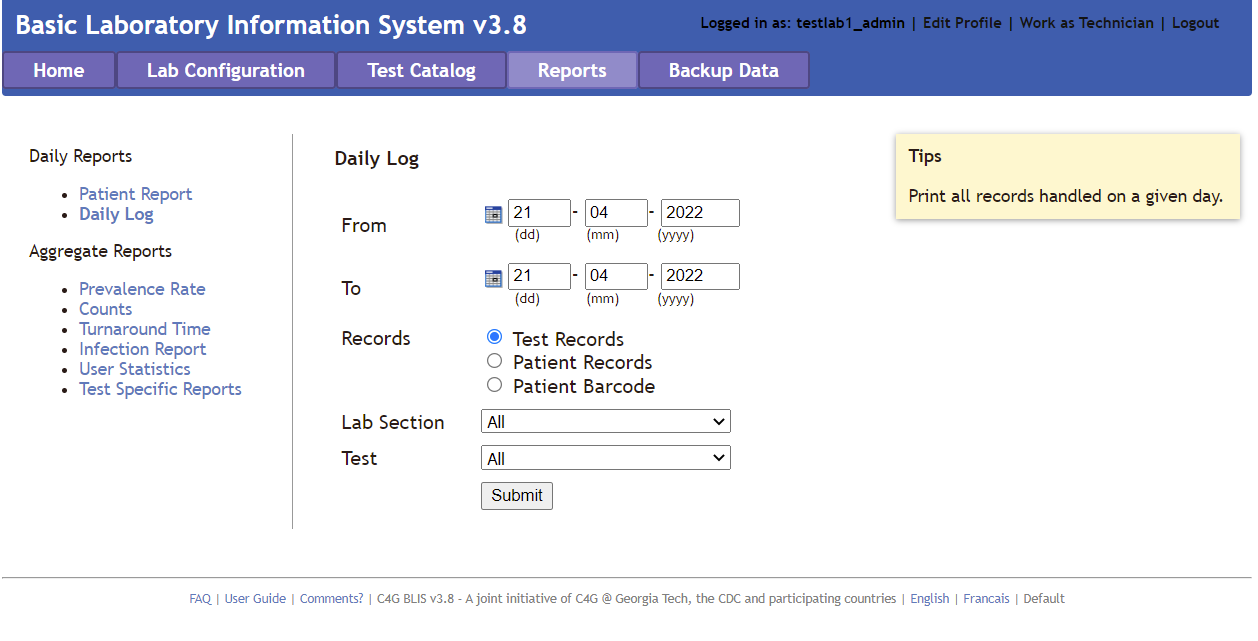 Basic Laboratory Information System v3.8
Logged in as: testlab1_admin | Edit Profile | Work as Technician | Logout
Home Lab Configuration Test Catalog Reports Backup Data
Daily Reports
Patient Report
Daily Log
Aggregate Reports
Prevalence Rate
Counts
Turnaround Time
Infection Report
User Statistics
Test Specific Reports
Daily Log
From 21 - 04 - 2022
(dd) (mm) (yyyy)
To 21 - 04 - 2022
(dd) (mm) (yyyy)
Records Test Records
Patient Records
Patient Barcode
Lab Section All
Test All
Submit
Tips
Print all records handled on a given day.
FAQ | User Guide | Comments? | C4G BLIS v3.8 - A joint initiative of C4G @ Georgia Tech, the CDC and participating countries | English | Francais | Default